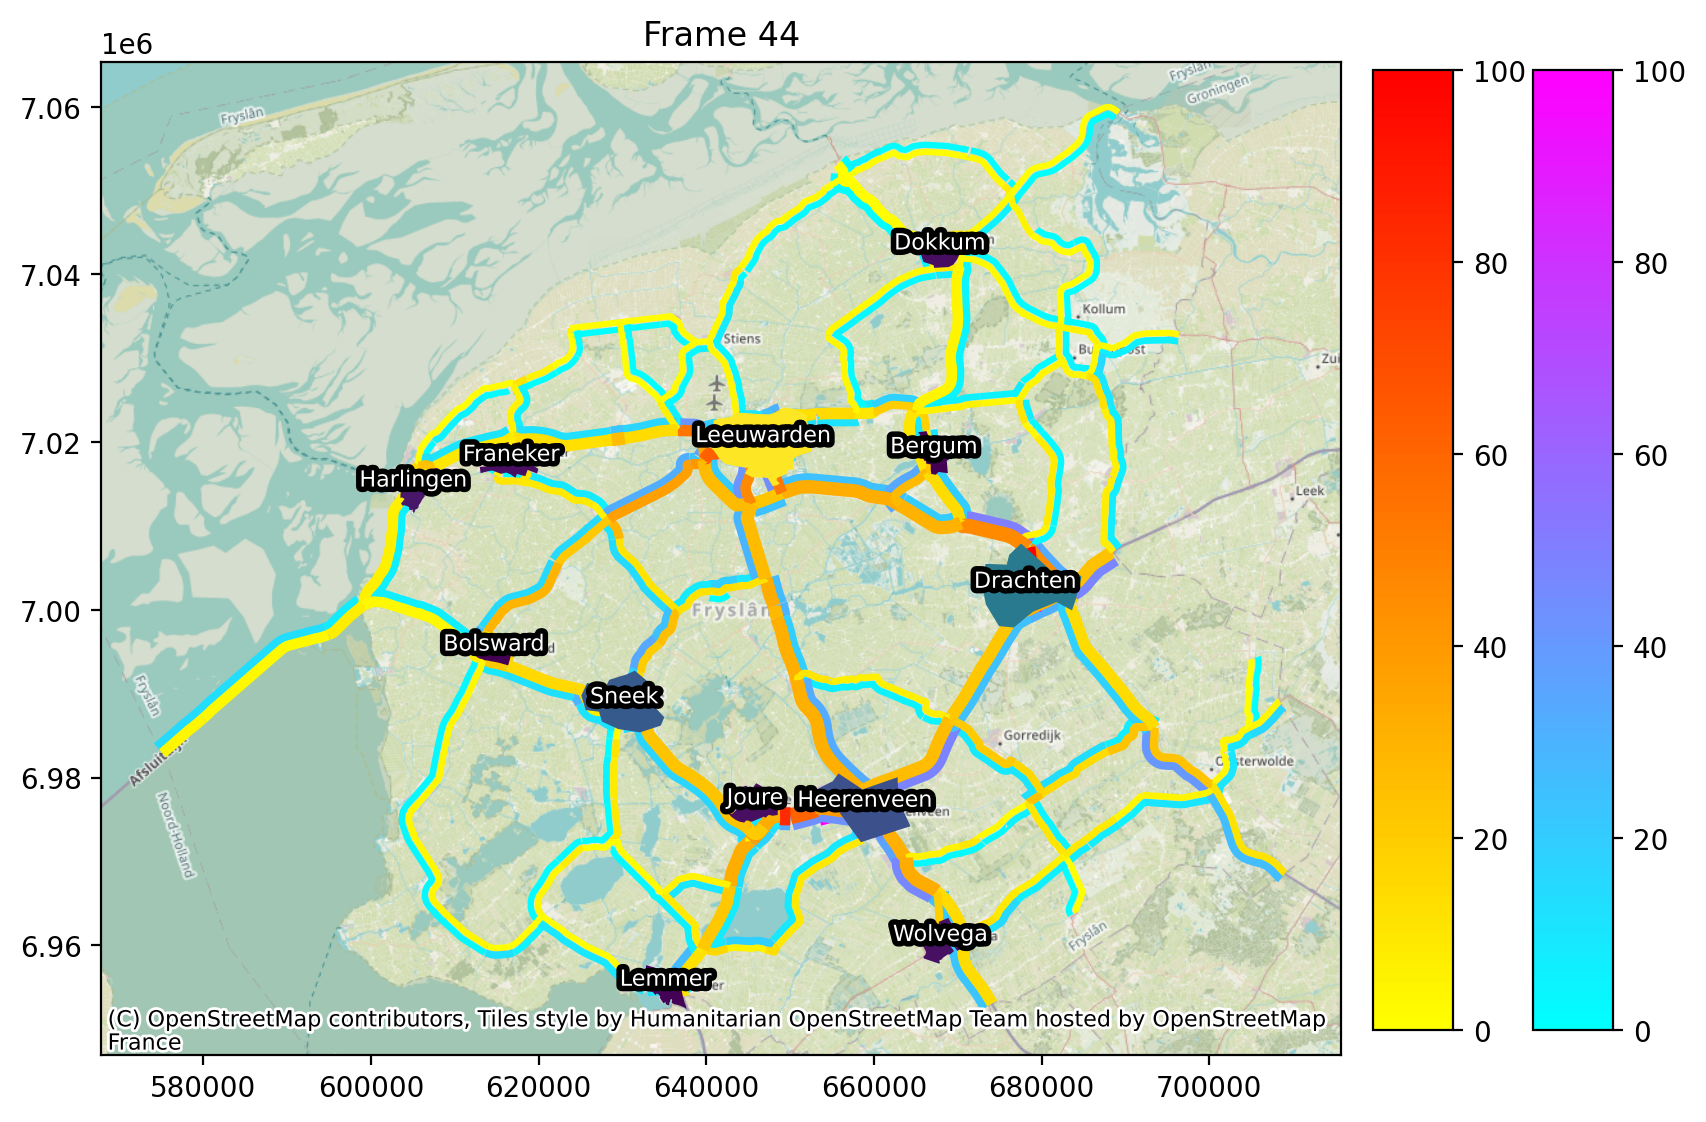 Frame 44
1e6
7.06
7.04
7.02
7.00
6.98
6.96
580000
600000
620000
640000
660000
680000
700000
100
80
60
40
20
0
100
80
60
40
20
0
Fryslân
Fryslân
Groningen
Dokkum
Kollum
Stiens
Leeuwarden
Bergum
Franeker
Harlingen
Leek
Drachten
Fryslân
Bolsward
Sneek
Fryslân
Gorredijk
Joure
Heerenveen
Noord-Holland
Wolvega
Fryslân
Lemmer
(C) OpenStreetMap contributors, Tiles style by Humanitarian OpenStreetMap Team hosted by OpenStreetMap
France